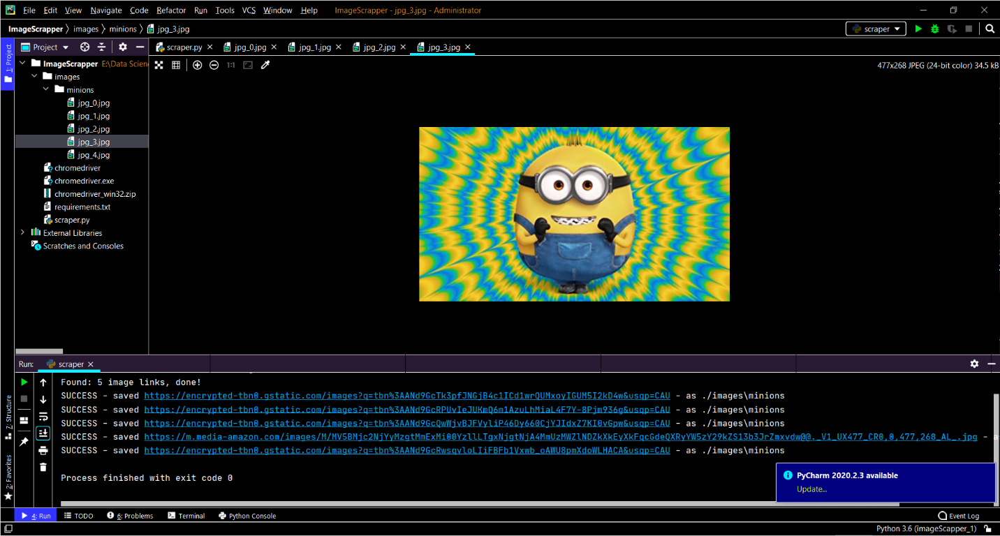 PC
File Edit View Navigate Code Refactor Run Tools VCS Window Help ImageScrapper - jpg_3.jpg - Administrator
ImageScrapper images minions jpg_3.jpg scraper
1: Project
Project scraper.py jpg_0.jpg jpg_1.jpg jpg_2.jpg jpg_3.jpg
ImageScrapper E:\Data Scien 1:1 477x268 JPEG (24-bit color) 34.5 kB
images
minions
jpg_0.jpg
jpg_1.jpg
jpg_2.jpg
jpg_3.jpg
jpg_4.jpg
chromedriver
chromedriver.exe
chromedriver_win32.zip
requirements.txt
scraper.py
External Libraries
Scratches and Consoles
Run: scraper
Found: 5 image links, done!
SUCCESS - saved https://encrypted-tbn0.gstatic.com/images?q=tbn%3AANd9GcTk3pfJNGjB4c1ICd1wrQUMxoyIGUM5I2kD4w&usqp=CAU - as ./images\minions
SUCCESS - saved https://encrypted-tbn0.gstatic.com/images?q=tbn%3AANd9GcRPUvIeJUKmQ6m1AzuLhMiaL4F7Y-8Pjm936g&usqp=CAU - as ./images\minions
SUCCESS - saved https://encrypted-tbn0.gstatic.com/images?q=tbn%3AANd9GcQwWjvBJFVyliP46Dy660CjYJIdxZ7KI0vGpw&usqp=CAU - as ./images\minions
SUCCESS - saved https://m.media-amazon.com/images/M/MV5BMjc2NjYyMzgtMmExMi00YzllLTgxNjgtNjA4MmUzMWZlNDZkXkEyXkFqcGdeQXRyYW5zY29kZS13b3JrZmxvdw@@._V1_UX477_CR0,0,477,268_AL_.jpg - as
SUCCESS - saved https://encrypted-tbn0.gstatic.com/images?q=tbn%3AANd9GcRwsqvloLIiFBFb1Vxwb_oAWU8pmXdoWLHACA&usqp=CAU - as ./images\minions
Process finished with exit code 0
7: Structure
2: Favorites
PyCharm 2020.2.3 available
Update...
4: Run TODO 6: Problems Terminal Python Console Event Log
Python 3.6 (imageScapper_1)